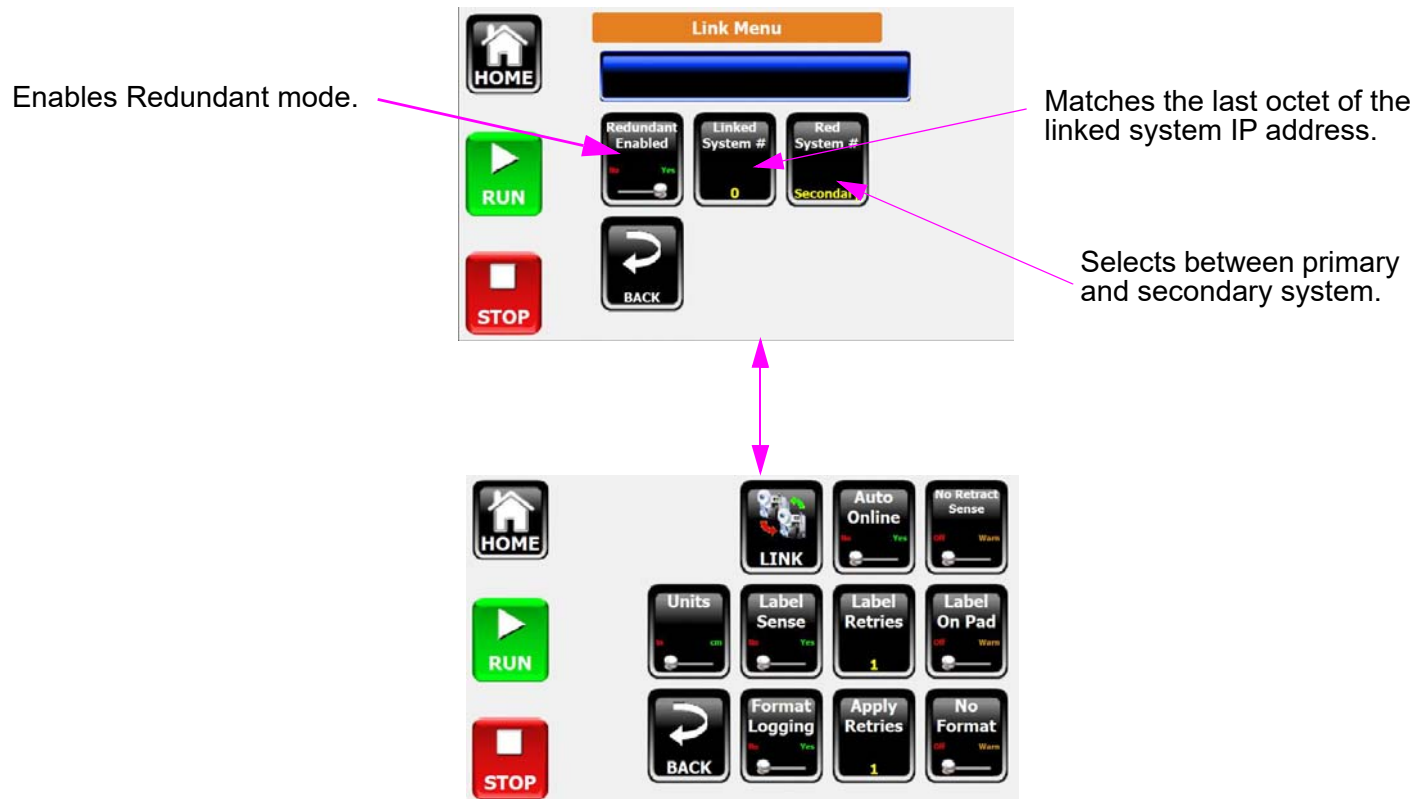 Link Menu
HOME
Enables Redundant mode.
Matches the last octet of the
linked system IP address.
Redundant
Enabled
No Yes
Linked
System #
0
Red
System #
Secondary
RUN
Selects between primary
and secondary system.
BACK
STOP
HOME
LINK
Auto
Online
No Yes
No Retract
Sense
Off Warn
RUN
Units
in cm
Label
Sense
No Yes
Label
Retries
1
Label
On Pad
Off Warn
STOP
BACK
Format
Logging
No Yes
Apply
Retries
1
No
Format
Off Warn